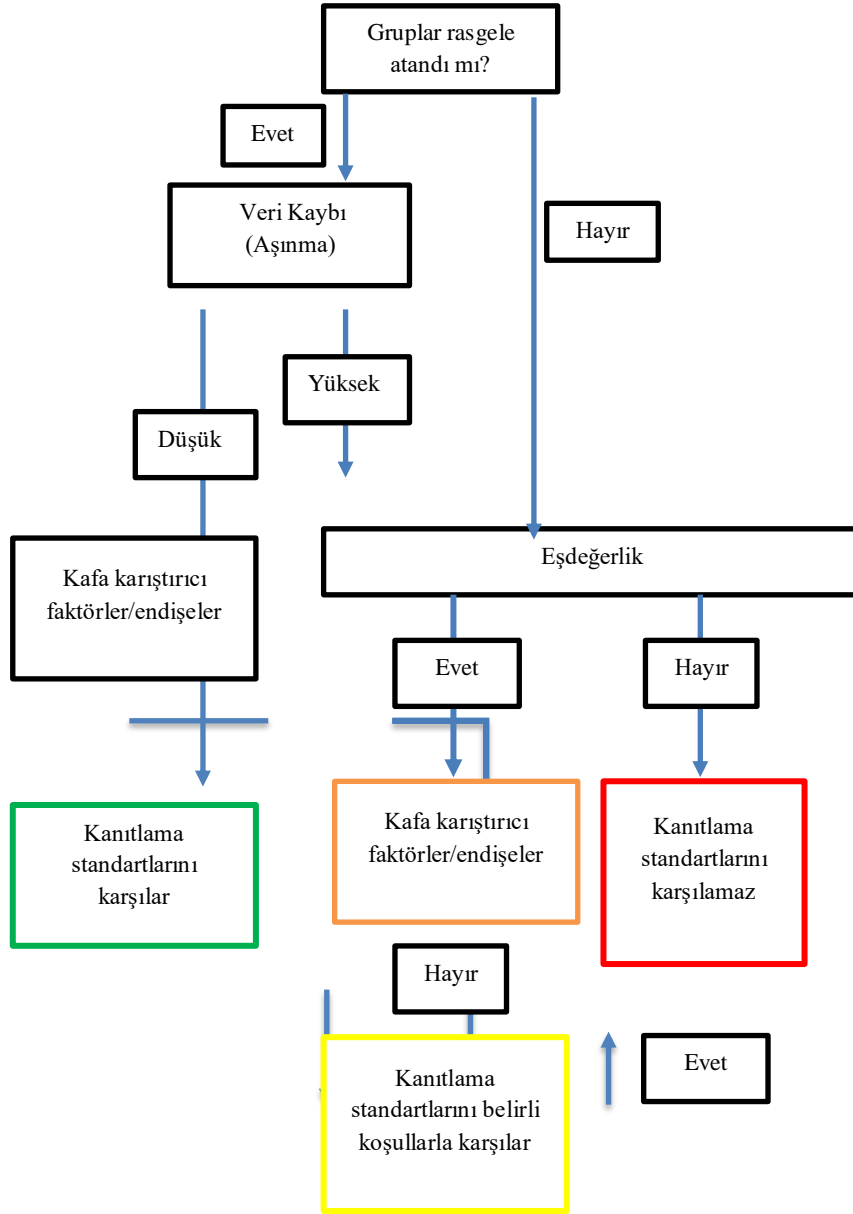 Gruplar rasgele
atandı mı?
Evet
Veri Kaybı
(Aşınma)
Hayır
Yüksek
Düşük
Kafa karıştırıcı
faktörler/endişeler
Eşdeğerlik
Evet
Hayır
Kanıtlama
standartlarını
karşılar
Kafa karıştırıcı
faktörler/endişeler
Kanıtlama
standartlarını
karşılamaz
Hayır
Evet
Kanıtlama
standartlarını belirli
koşullarla karşılar